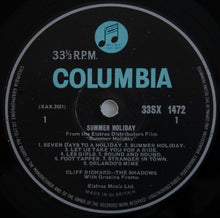 33⅓ R.P.M.
COLUMBIA
(XAX.2621)
33SX 1472
1
1
SUMMER HOLIDAY
From the Elstree Distributors Film
"Summer Holiday"
1. SEVEN DAYS TO A HOLIDAY 2. SUMMER HOLIDAY.
3. LET US TAKE YOU FOR A RIDE.
4. LES GIRLS. 5. ROUND AND ROUND.
6. FOOT TAPPER. 7. STRANGER IN TOWN.
8. ORLANDO'S MIME
CLIFF RICHARD—THE SHADOWS
With Grazina Frame
Elstree Music Ltd.
MADE IN GT. BRITAIN